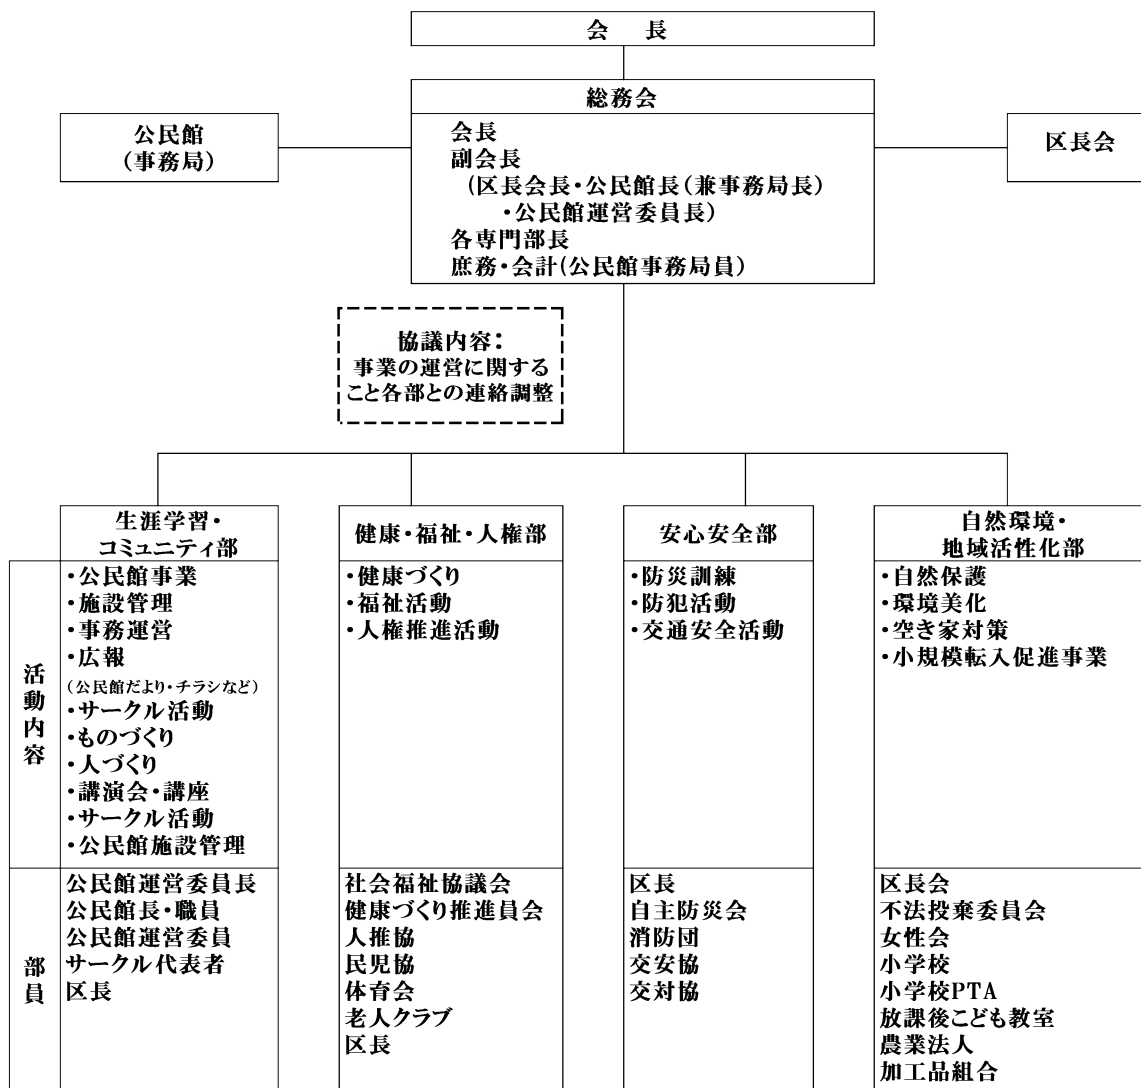 会 長
総務会
会長
副会長
(区長会長・公民館長(兼事務局長)
・公民館運営委員長)
各専門部長
庶務・会計(公民館事務局員)
公民館
(事務局)
区長会
協議内容:
事業の運営に関する
こと各部との連絡調整
生涯学習・
コミュニティ部
健康・福祉・人権部
安心安全部
自然環境・
地域活性化部
活動内容
・公民館事業
・施設管理
・事務運営
・広報
(公民館だより・チラシなど)
・サークル活動
・ものづくり
・人づくり
・講演会・講座
・サークル活動
・公民館施設管理
・健康づくり
・福祉活動
・人権推進活動
・防災訓練
・防犯活動
・交通安全活動
・自然保護
・環境美化
・空き家対策
・小規模転入促進事業
部員
公民館運営委員長
公民館長・職員
公民館運営委員
サークル代表者
区長
社会福祉協議会
健康づくり推進員会
人推協
民児協
体育会
老人クラブ
区長
区長
自主防災会
消防団
交安協
交対協
区長会
不法投棄委員会
女性会
小学校
小学校PTA
放課後こども教室
農業法人
加工品組合